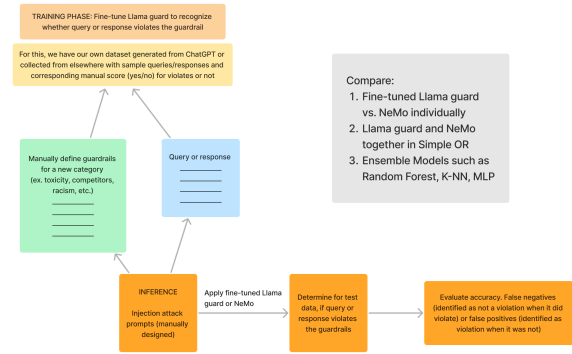 TRAINING PHASE: Fine-tune Llama guard to recognize
whether query or response violates the guardrail
For this, we have our own dataset generated from ChatGPT or
collected from elsewhere with sample queries/responses and
corresponding manual score (yes/no) for violates or not
Compare:
1. Fine-tuned Llama guard
vs. NeMo individually
2. Llama guard and NeMo
together in Simple OR
3. Ensemble Models such as
Random Forest, K-NN, MLP
Manually define guardrails
for a new category
(ex. toxicity, competitors,
racism, etc.)
Query or response
INFERENCE
Injection attack
prompts (manually
designed)
Apply fine-tuned Llama
guard or NeMo
Determine for test
data, if query or
response violates
the guardrails
Evaluate accuracy. False negatives
(identified as not a violation when it did
violate) or false positives (identified as
violation when it was not)